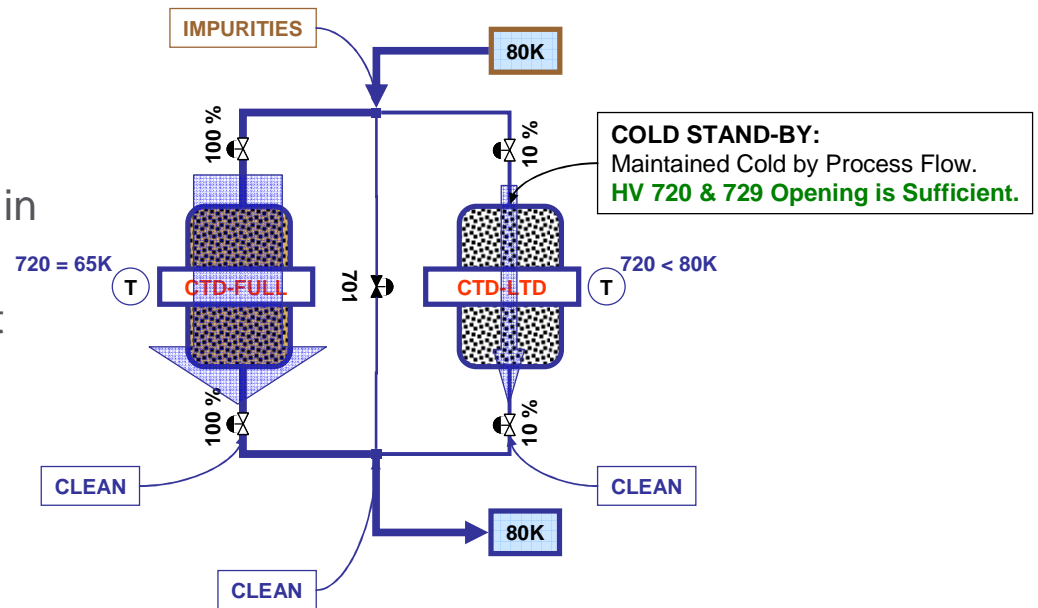 IMPURITIES
80K
100 %
10 %
COLD STAND-BY:
Maintained Cold by Process Flow.
HV 720 & 729 Opening is Sufficient.
in
720 = 65K
T
CTD-FULL
701
CTD-LTD
T
720 < 80K
100 %
10 %
CLEAN
CLEAN
80K
CLEAN